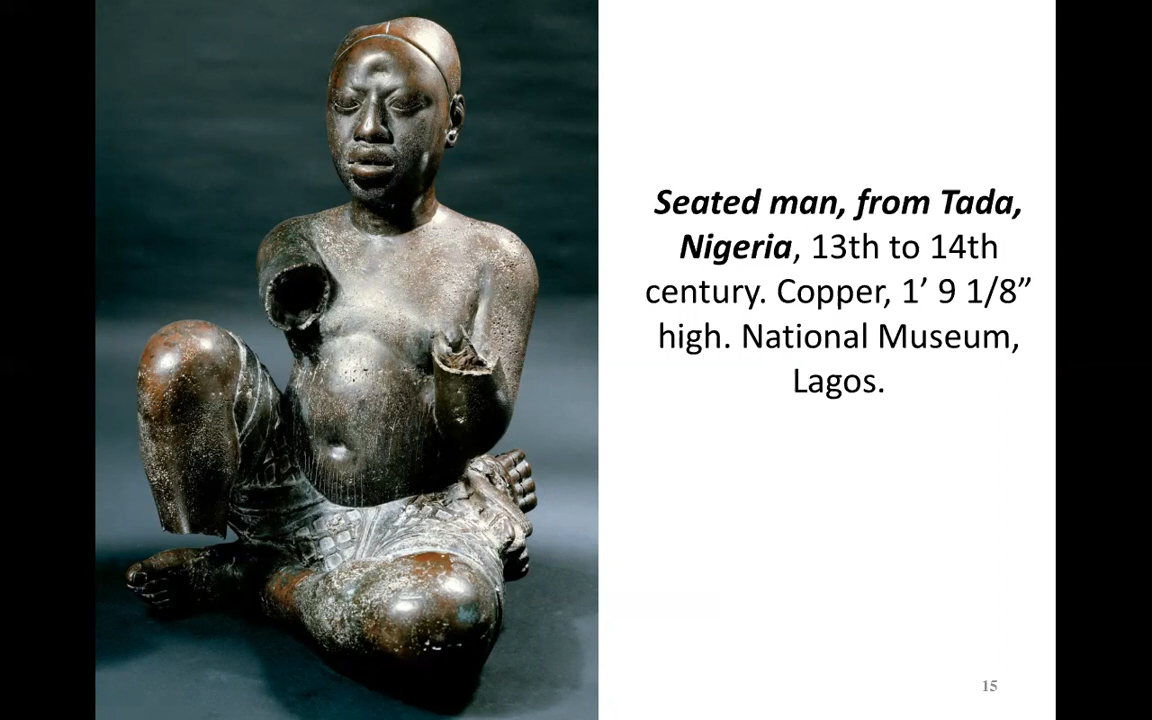 Seated man, from Tada,
Nigeria, 13th to 14th
century. Copper, 1’ 9 1/8”
high. National Museum,
Lagos.
15